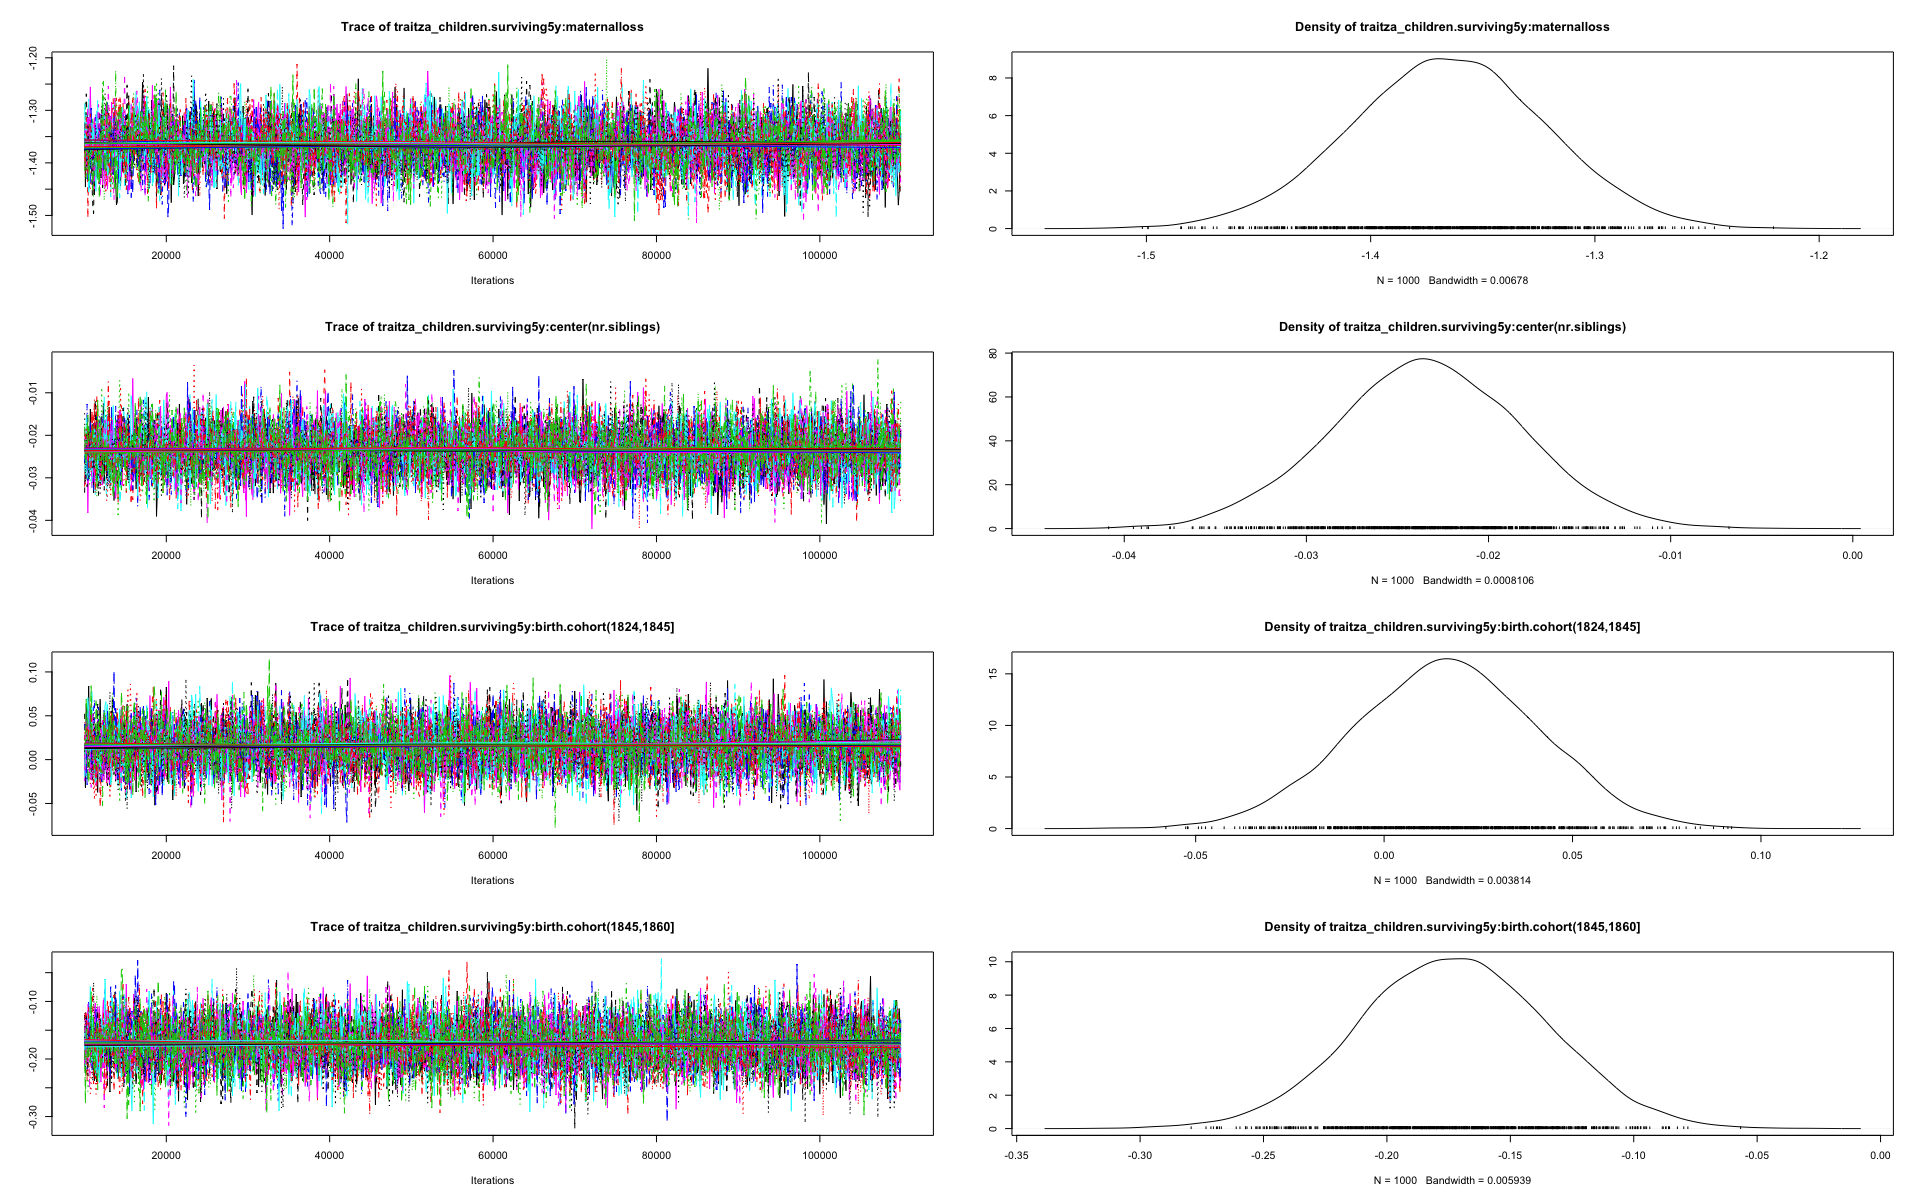 Trace of traitza_children.surviving5y:maternalloss
-1.50 -1.40 -1.30 -1.20
20000 40000 60000 80000 100000
Iterations
Density of traitza_children.surviving5y:maternalloss
0 2 4 6 8
-1.5 -1.4 -1.3 -1.2
N = 1000 Bandwidth = 0.00678
Trace of traitza_children.surviving5y:center(nr.siblings)
-0.04 -0.03 -0.02 -0.01
20000 40000 60000 80000 100000
Iterations
Density of traitza_children.surviving5y:center(nr.siblings)
0 20 40 60 80
-0.04 -0.03 -0.02 -0.01 0.00
N = 1000 Bandwidth = 0.0008106
Trace of traitza_children.surviving5y:birth.cohort(1824,1845]
-0.05 0.00 0.05 0.10
20000 40000 60000 80000 100000
Iterations
Density of traitza_children.surviving5y:birth.cohort(1824,1845]
0 5 10 15
-0.05 0.00 0.05 0.10
N = 1000 Bandwidth = 0.003814
Trace of traitza_children.surviving5y:birth.cohort(1845,1860]
-0.30 -0.20 -0.10
20000 40000 60000 80000 100000
Iterations
Density of traitza_children.surviving5y:birth.cohort(1845,1860]
0 2 4 6 8 10
-0.35 -0.30 -0.25 -0.20 -0.15 -0.10 -0.05 0.00
N = 1000 Bandwidth = 0.005939